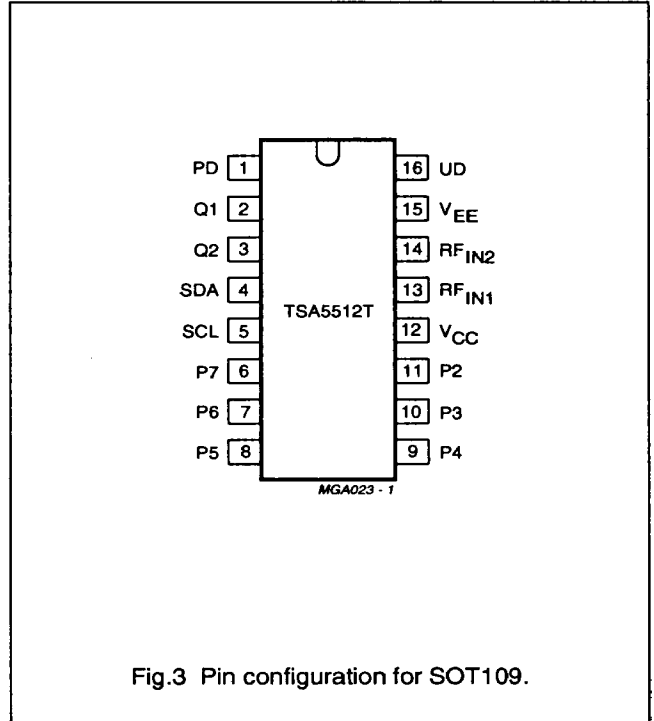 PD 1 16 UD
Q1 2 15 VEE
Q2 3 14 RFIN2
SDA 4 13 RFIN1
TSA5512T
SCL 5 12 VCC
P7 6 11 P2
P6 7 10 P3
P5 8 9 P4
MGA023 - 1
Fig.3 Pin configuration for SOT109.